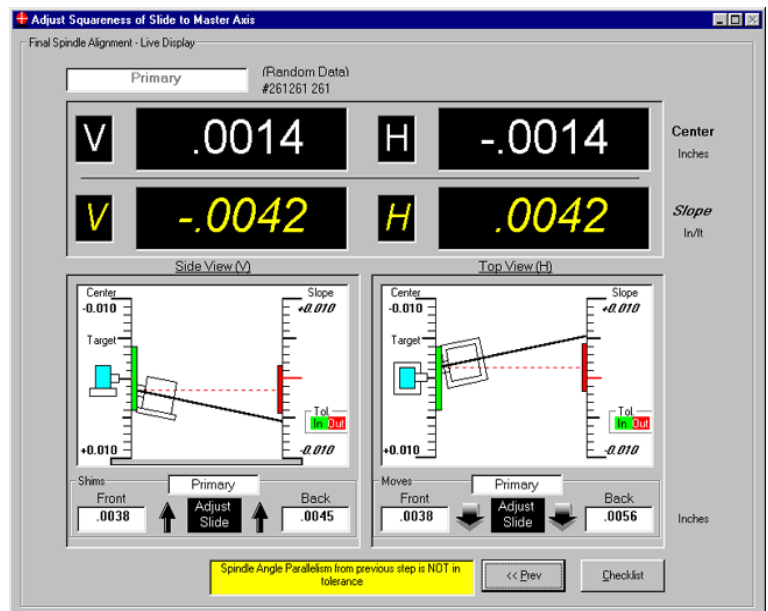 Adjust Squareness of Slide to Master Axis
Final Spindle Alignment - Live Display
Primary
(Random Data)
#261261 261
V .0014 H -.0014 Center
Inches
V -.0042 H .0042 Slope
In/ft
Side View (V) Top View (H)
Center Slope Center Slope
-0.010 +0.010 -0.010 +0.010
Target Target
Tol. Tol.
In Out In Out
+0.010 -0.010 +0.010 -0.010
Shims Primary Moves Primary
Front Back Front Back
.0038 Adjust Slide .0045 .0038 Adjust Slide .0056 Inches
Spindle Angle Parallelism from previous step is NOT in
tolerance
<< Prev Checklist